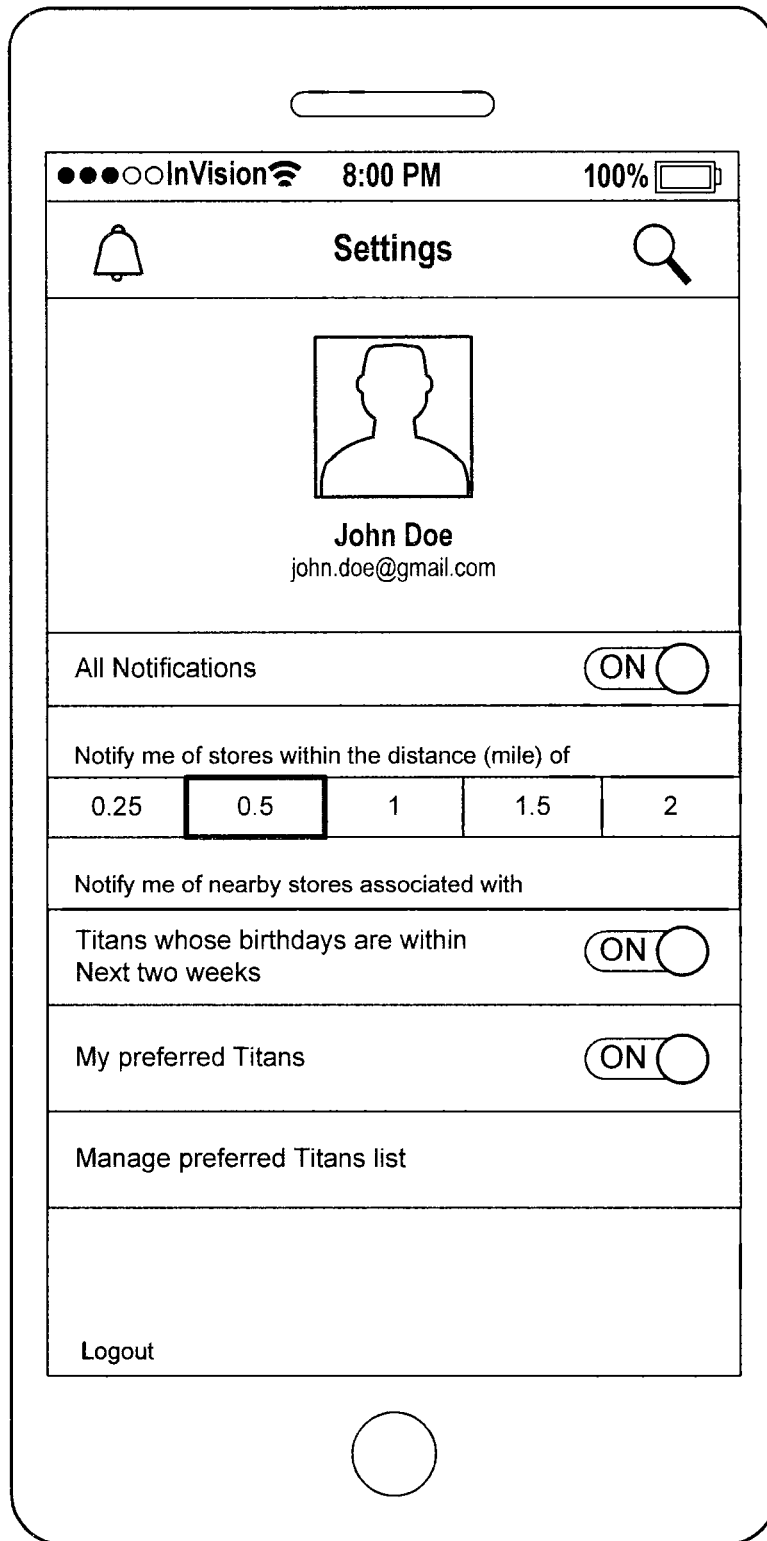 InVision 8:00 PM 100%
Settings
John Doe
john.doe@gmail.com
All Notifications ON
Notify me of stores within the distance (mile) of
0.25 0.5 1 1.5 2
Notify me of nearby stores associated with
Titans whose birthdays are within ON
Next two weeks
My preferred Titans ON
Manage preferred Titans list
Logout